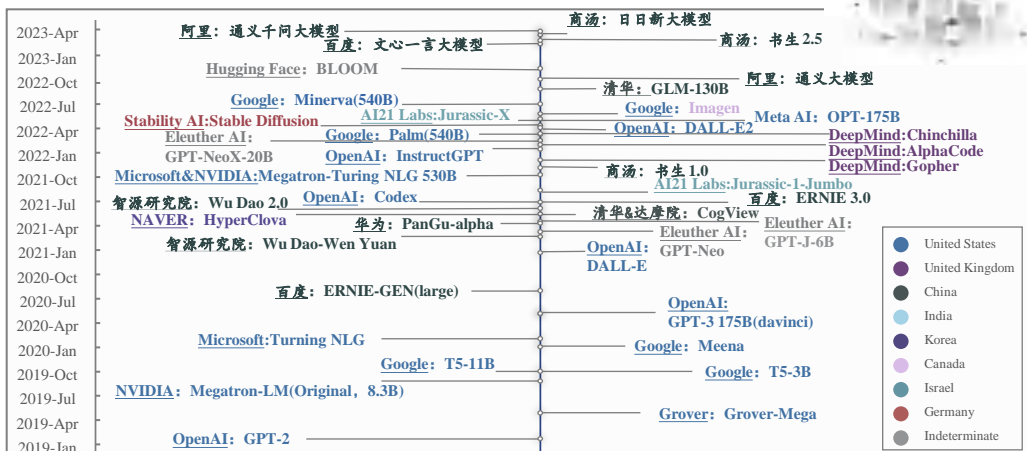 2023-Apr
2023-Jan
2022-Oct
2022-Jul
2022-Apr
2022-Jan
2021-Oct
2021-Jul
2021-Apr
2021-Jan
2020-Oct
2020-Jul
2020-Apr
2020-Jan
2019-Oct
2019-Jul
2019-Apr
2019-Jan
商汤：日日新大模型
阿里：通义千问大模型
商汤：书生2.5
百度：文心一言大模型
Hugging Face：BLOOM
阿里：通义大模型
清华：GLM-130B
Google：Minerva(540B)
Google：Imagen
AI21 Labs:Jurassic-X
Meta AI：OPT-175B
Stability AI:Stable Diffusion
OpenAI：DALL-E2
Eleuther AI：
GPT-NeoX-20B
Google：Palm(540B)
DeepMind:Chinchilla
DeepMind:AlphaCode
OpenAI：InstructGPT
DeepMind:Gopher
商汤：书生1.0
Microsoft&NVIDIA:Megatron-Turing NLG 530B
AI21 Labs:Jurassic-1-Jumbo
OpenAI：Codex
百度：ERNIE 3.0
智源研究院：Wu Dao 2.0
清华&达摩院：CogView
NAVER：HyperClova
华为：PanGu-alpha
Eleuther AI：
GPT-J-6B
Eleuther AI：
GPT-Neo
智源研究院：Wu Dao-Wen Yuan
OpenAI：
DALL-E
百度：ERNIE-GEN(large)
OpenAI:
GPT-3 175B(davinci)
Microsoft:Turning NLG
Google：Meena
Google：T5-11B
Google：T5-3B
NVIDIA：Megatron-LM(Original，8.3B)
Grover：Grover-Mega
OpenAI：GPT-2
United States
United Kingdom
China
India
Korea
Canada
Israel
Germany
Indeterminate